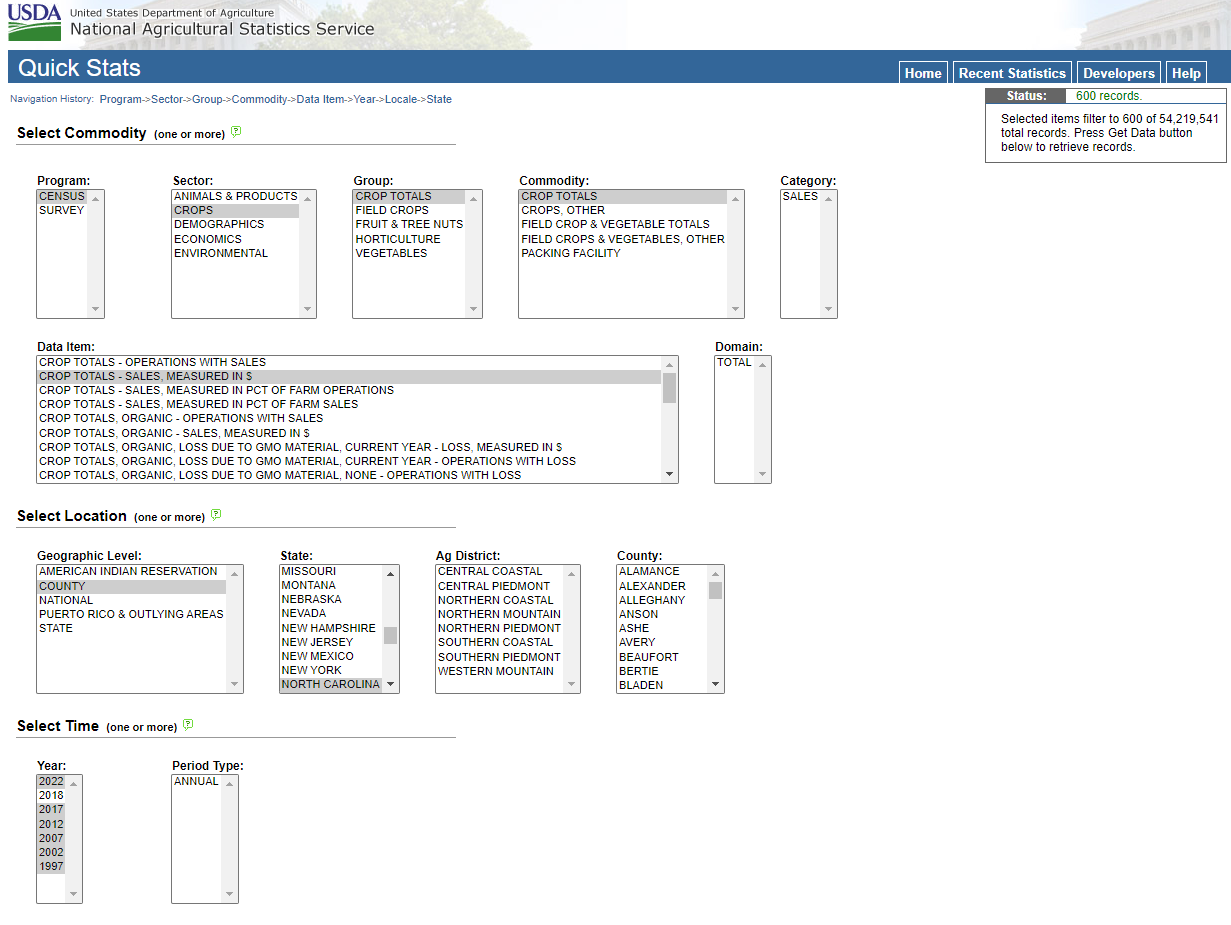 USDA United States Department of Agriculture
National Agricultural Statistics Service
Quick Stats
Home Recent Statistics Developers Help
Navigation History: Program->Sector->Group->Commodity->Data Item->Year->Locale->State
Status: 600 records.
Selected items filter to 600 of 54,219,541
total records. Press Get Data button
below to retrieve records.
Select Commodity (one or more) ?
Program:
CENSUS
SURVEY
Sector:
ANIMALS & PRODUCTS
CROPS
DEMOGRAPHICS
ECONOMICS
ENVIRONMENTAL
Group:
CROP TOTALS
FIELD CROPS
FRUIT & TREE NUTS
HORTICULTURE
VEGETABLES
Commodity:
CROP TOTALS
CROPS, OTHER
FIELD CROP & VEGETABLE TOTALS
FIELD CROPS & VEGETABLES, OTHER
PACKING FACILITY
Category:
SALES
Data Item:
CROP TOTALS - OPERATIONS WITH SALES
CROP TOTALS - SALES, MEASURED IN $
CROP TOTALS - SALES, MEASURED IN PCT OF FARM OPERATIONS
CROP TOTALS - SALES, MEASURED IN PCT OF FARM SALES
CROP TOTALS, ORGANIC - OPERATIONS WITH SALES
CROP TOTALS, ORGANIC - SALES, MEASURED IN $
CROP TOTALS, ORGANIC, LOSS DUE TO GMO MATERIAL, CURRENT YEAR - LOSS, MEASURED IN $
CROP TOTALS, ORGANIC, LOSS DUE TO GMO MATERIAL, CURRENT YEAR - OPERATIONS WITH LOSS
CROP TOTALS, ORGANIC, LOSS DUE TO GMO MATERIAL, NONE - OPERATIONS WITH LOSS
Domain:
TOTAL
Select Location (one or more) ?
Geographic Level:
AMERICAN INDIAN RESERVATION
COUNTY
NATIONAL
PUERTO RICO & OUTLYING AREAS
STATE
State:
MISSOURI
MONTANA
NEBRASKA
NEVADA
NEW HAMPSHIRE
NEW JERSEY
NEW MEXICO
NEW YORK
NORTH CAROLINA
Ag District:
CENTRAL COASTAL
CENTRAL PIEDMONT
NORTHERN COASTAL
NORTHERN MOUNTAIN
NORTHERN PIEDMONT
SOUTHERN COASTAL
SOUTHERN PIEDMONT
WESTERN MOUNTAIN
County:
ALAMANCE
ALEXANDER
ALLEGHANY
ANSON
ASHE
AVERY
BEAUFORT
BERTIE
BLADEN
Select Time (one or more) ?
Year:
2022
2018
2017
2012
2007
2002
1997
Period Type:
ANNUAL